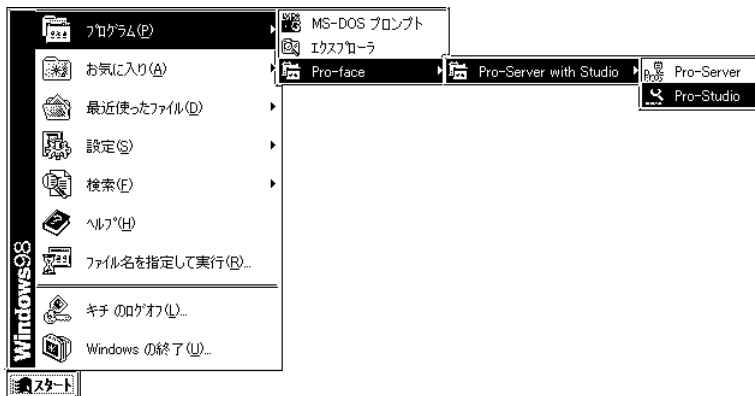 プログラム(P)
お気に入り(A)
最近使ったファイル(D)
設定(S)
検索(F)
ヘルプ(H)
ファイル名を指定して実行(R)...
キチ のログオフ(L)...
Windows の終了(U)...
Windows98
スタート
MS-DOS プロンプト
エクスプローラ
Pro-face
Pro-Server with Studio
Pro-Server
Pro-Studio